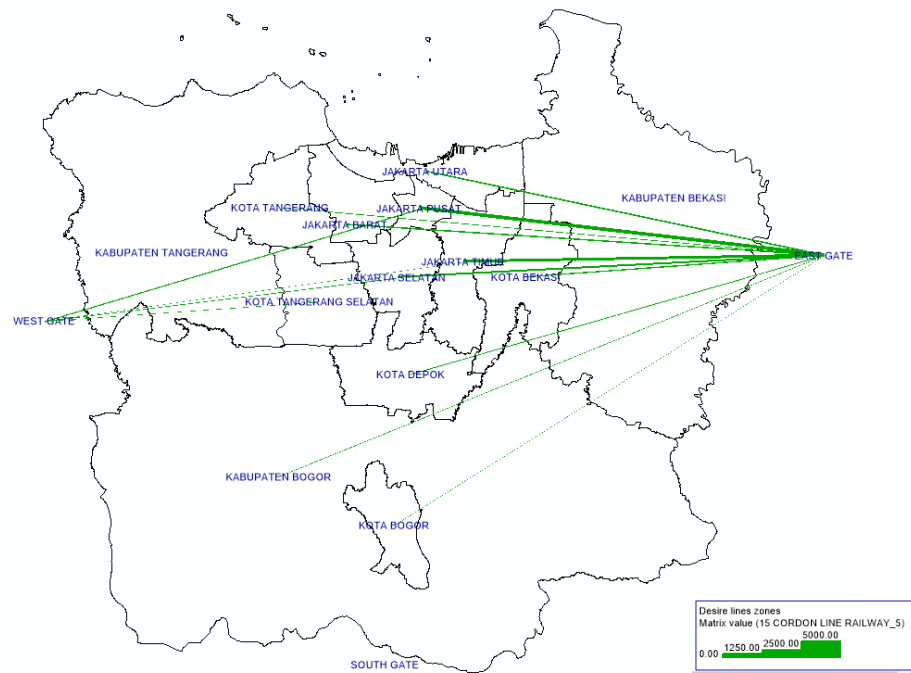 JAKARTA UTARA
KABUPATEN BEKASI
KOTA TANGERANG
JAKARTA PUSAT
JAKARTA BARAT
KABUPATEN TANGERANG
JAKARTA TIMUR
EAST GATE
JAKARTA SELATAN
KOTA BEKASI
KOTA TANGERANG SELATAN
WEST GATE
KOTA DEPOK
KABUPATEN BOGOR
KOTA BOGOR
SOUTH GATE
Desire lines zones
Matrix value (15 CORDON LINE RAILWAY_5)
0.00 1250.00 2500.00 5000.00